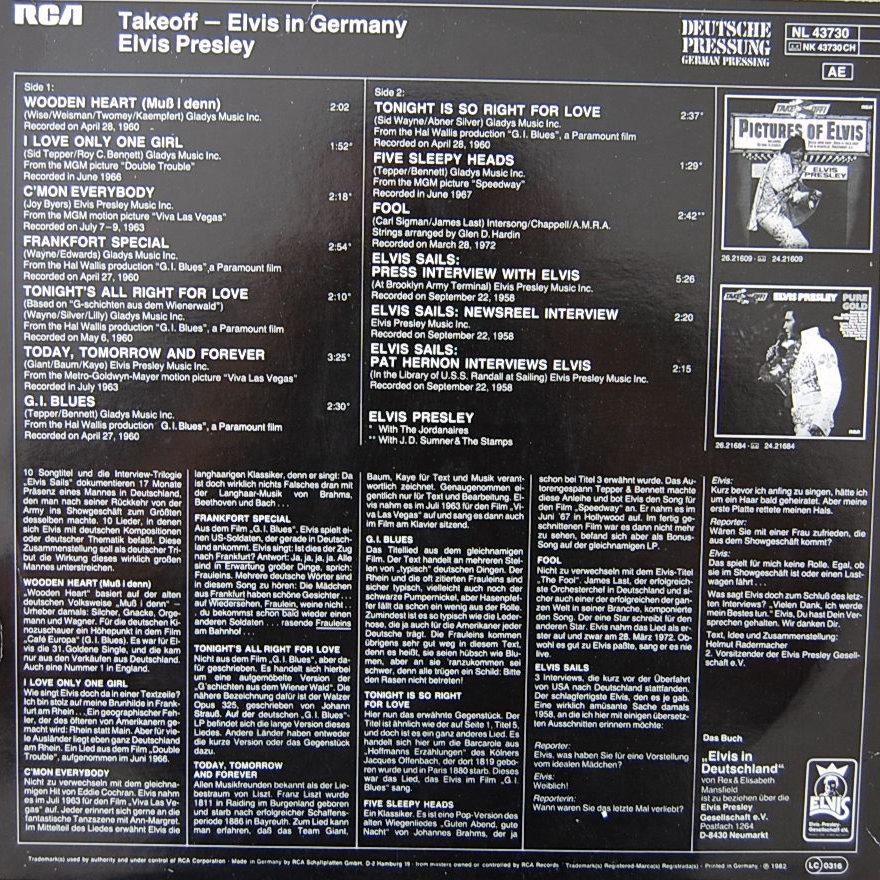 RCA
Takeoff – Elvis in Germany
Elvis Presley
DEUTSCHE
PRESSUNG
GERMAN PRESSING
NL 43730
NK 43730 CH
AE
Side 1:
WOODEN HEART (Muß i denn) 2:02
(Wise/Weisman/Twomey/Kaempfert) Gladys Music Inc.
Recorded on April 28, 1960
I LOVE ONLY ONE GIRL 1:52*
(Sid Tepper/Roy C. Bennett) Gladys Music Inc.
From the MGM picture "Double Trouble"
Recorded in June 1966
C'MON EVERYBODY 2:18*
(Joy Byers) Elvis Presley Music Inc.
From the MGM motion picture "Viva Las Vegas"
Recorded on July 7–9, 1963
FRANKFORT SPECIAL 2:54*
(Wayne/Edwards) Gladys Music Inc.
From the Hal Wallis production "G.I. Blues", a Paramount film
Recorded on April 27, 1960
TONIGHT'S ALL RIGHT FOR LOVE 2:10*
(Based on "G-schichten aus dem Wienerwald")
(Wayne/Silver/Lilly) Gladys Music Inc.
From the Hal Wallis production "G.I. Blues", a Paramount film
Recorded on May 6, 1960
TODAY, TOMORROW AND FOREVER 3:25*
(Giant/Baum/Kaye) Elvis Presley Music Inc.
From the Metro-Goldwyn-Mayer motion picture "Viva Las Vegas"
Recorded in July 1963
G.I. BLUES 2:30*
(Tepper/Bennett) Gladys Music Inc.
From the Hal Wallis production G.I. Blues", a Paramount film
Recorded on April 27, 1960
Side 2:
TONIGHT IS SO RIGHT FOR LOVE 2:37*
(Sid Wayne/Abner Silver) Gladys Music Inc.
From the Hal Wallis production "G.I. Blues", a Paramount film
Recorded on April 28, 1960
FIVE SLEEPY HEADS 1:29*
(Tepper/Bennett) Gladys Music Inc.
From the MGM picture "Speedway"
Recorded in June 1967
FOOL 2:42**
(Carl Sigman/James Last) Intersong/Chappell/A.M.R.A.
Strings arranged by Glen D. Hardin
Recorded on March 28, 1972
ELVIS SAILS:
PRESS INTERVIEW WITH ELVIS 5:26
(At Brooklyn Army Terminal) Elvis Presley Music Inc.
Recorded on September 22, 1958
ELVIS SAILS: NEWSREEL INTERVIEW 2:20
Elvis Presley Music Inc.
Recorded on September 22, 1958
ELVIS SAILS:
PAT HERNON INTERVIEWS ELVIS 2:15
(In the Library of U.S.S. Randall at Sailing) Elvis Presley Music Inc.
Recorded on September 22, 1958
ELVIS PRESLEY
* With The Jordanaires
** With J.D. Sumner & The Stamps
TAKE OFF!
PICTURES OF ELVIS
ELVIS
PRESLEY
26.21609 · 24.21609
TAKE OFF! ELVIS PRESLEY PURE
GOLD
RCA
26.21684 · 24.21684
10 Songtitel und die Interview-Trilogie
„Elvis Sails" dokumentieren 17 Monate
Präsenz eines Mannes in Deutschland,
den man nach seiner Rückkehr von der
Army ins Showgeschäft zum Größten
desselben machte. 10 Lieder, in denen
sich Elvis mit deutschen Kompositionen
oder deutscher Thematik befaßt. Diese
Zusammenstellung soll als deutscher Tri-
but die Wirkung dieses wirklich großen
Mannes unterstreichen.
WOODEN HEART (Muß i denn)
"Wooden Heart" basiert auf der alten
deutschen Volksweise „Muß i denn" –
Urheber damals: Silcher, Gnacke, Orge-
mann und Wagner. Für die deutschen Ki-
nozuschauer ein Höhepunkt in dem Film
„Café Europa" (G.I. Blues). Es war für El-
vis die 31. Goldene Single, und die kam
nur aus den Verkäufen aus Deutschland.
Auch eine Nummer 1 in England.
I LOVE ONLY ONE GIRL
Wie singt Elvis doch da in einer Textzeile?
Ich bin stolz auf meine Brunhilde in Frank-
furt am Rhein . . . Ein geographischer Feh-
ler, der des öfteren von Amerikanern ge-
macht wird: Rhein statt Main. Aber für vie-
le Ausländer liegt eben ganz Deutschland
am Rhein. Ein Lied aus dem Film „Double
Trouble", aufgenommen im Juni 1966.
C'MON EVERYBODY
Nicht zu verwechseln mit dem gleichna-
migen Hit von Eddie Cochran. Elvis nahm
es im Juli 1963 für den Film „Viva Las Ve-
gas" auf. Jeder erinnert sich gerne an die
fantastische Tanzszene mit Ann-Margret.
Im Mittelteil des Liedes erwähnt Elvis die
langhaarigen Klassiker, denn er singt: Da
ist doch wirklich nichts Falsches dran mit
der Langhaar-Musik von Brahms,
Beethoven und Bach . . .
FRANKFORT SPECIAL
Aus dem Film „G.I. Blues". Elvis spielt ei-
nen US-Soldaten, der gerade in Deutsch-
land ankommt. Elvis singt: Ist dies der Zug
nach Frankfurt? Antwort: Ja, ja, ja, ja. Alle
sind in Erwartung großer Dinge, sprich:
Frauleins. Mehrere deutsche Wörter sind
in diesem Song zu hören: Die Mädchen
aus Frankfurt haben schöne Gesichter . . .
auf Wiedersehen, Fraulein, weine nicht . .
. du bekommst schon bald wieder einen
anderen Soldaten . . . rasende Frauleins
am Bahnhof . . .
TONIGHT'S ALL RIGHT FOR LOVE
Nicht aus dem Film „G.I. Blues", aber da-
für geschrieben. Es handelt sich hierbei
um eine aufgemöbelte Version der
„G'schichten aus dem Wiener Wald". Die
nähere Bezeichnung dafür ist der Walzer
Opus 325, geschrieben von Johann
Strauß. Auf der deutschen „G.I. Blues"-
LP befindet sich die lange Version dieses
Liedes. Andere Länder haben entweder
die kurze Version oder das Gegenstück
dazu.
TODAY, TOMORROW
AND FOREVER
Allen Musikfreunden bekannt als der Lie-
bestraum von Liszt. Franz Liszt wurde
1811 in Raiding im Burgenland geboren
und starb nach erfolgreicher Schaffens-
periode 1886 in Bayreuth. Zum Lied kann
man erfahren, daß das Team Giant,
Baum, Kaye für Text und Musik verant-
wortlich zeichnet. Genaugenommen ei-
gentlich nur für Text und Bearbeitung. El-
vis nahm es im Juli 1963 für den Film „Vi-
va Las Vegas" auf und sang es dann auch
im Film am Klavier sitzend.
G.I. BLUES
Das Titellied aus dem gleichnamigen
Film. Der Text handelt an mehreren Stel-
len von „typisch" deutschen Dingen. Der
Rhein und die oft zitierten Frauleins sind
sicher typisch, vielleicht auch noch der
schwarze Pumpernickel, aber Hasenpfef-
fer fällt da schon ein wenig aus der Rolle.
Zumindest ist es so typisch wie die Leder-
hose, die ja auch für die Amerikaner jeder
Deutsche trägt. Die Frauleins kommen
übrigens sehr gut weg in diesem Text,
denn es heißt, sie seien hübsch wie Blu-
men, aber an sie 'ranzukommen sei
schwer, denn alle trügen ein Schild: Bitte
den Rasen nicht betreten!
TONIGHT IS SO RIGHT
FOR LOVE
Hier nun das erwähnte Gegenstück. Der
Titel ist ähnlich wie der auf Seite 1, Titel 5,
und doch ist es ein ganz anderes Lied. Es
handelt sich hier um die Barcarole aus
„Hoffmanns Erzählungen" des Kölners
Jacques Offenbach, der dort 1819 gebo-
ren wurde und in Paris 1880 starb. Dieses
war das Lied, das Elvis im Film „G.I.
Blues" sang.
FIVE SLEEPY HEADS
Ein Klassiker. Es ist eine Pop-Version des
alten Wiegenliedes "Guten Abend, gute
Nacht" von Johannes Brahms, der ja
schon bei Titel 3 erwähnt wurde. Das Au-
torengespann Tepper & Bennett machte
diese Anleihe und bot Elvis den Song für
den Film „Speedway" an. Er nahm es im
Juni '67 in Hollywood auf. Im fertig ge-
schnittenen Film war es dann nicht mehr
zu sehen, befand sich aber als Bonus-
Song auf der gleichnamigen LP.
FOOL
Nicht zu verwechseln mit dem Elvis-Titel
„The Fool". James Last, der erfolgreich-
ste Orchesterchef in Deutschland und si-
cher auch einer der erfolgreichen der gan-
zen Welt in seiner Branche, komponierte
den Song. Der eine Star schreibt für den
anderen Star. Elvis nahm das Lied als er-
ster auf und zwar am 28. März 1972. Ob-
wohl es gut zu Elvis paßte, sang er es nie
live.
ELVIS SAILS
3 Interviews, die kurz vor der Überfahrt
von USA nach Deutschland stattfanden.
Der schlagfertigste Elvis, den es je gab.
Eine wirklich amüsante Sache damals
1958, an die ich hier mit einigen übersetz-
ten Ausschnitten erinnern möchte:
Reporter:
Elvis, was haben Sie für eine Vorstellung
vom idealen Mädchen?
Elvis:
Weiblich!
Reporterin:
Wann waren Sie das letzte Mal verliebt?
Elvis:
Kurz bevor ich anfing zu singen, hätte ich
um ein Haar bald geheiratet. Aber meine
erste Platte rettete meinen Hals.
Reporter:
Wären Sie mit einer Frau zufrieden, die
aus dem Showgeschäft kommt?
Elvis:
Das spielt für mich keine Rolle. Egal, ob
sie im Showgeschäft ist oder einen Last-
wagen fährt . . .
Was sagt Elvis doch zum Schluß des letz-
ten Interviews? „Vielen Dank, ich werde
mein Bestes tun." Elvis, Du hast Dein Ver-
sprechen gehalten. Wir danken Dir.
Text, Idee und Zusammenstellung:
Helmut Radermacher
2. Vorsitzender der Elvis Presley Gesell-
schaft e.V.
Das Buch
„Elvis in
Deutschland"
von Rex & Elisabeth
Mansfield
ist zu beziehen über die
Elvis Presley
Gesellschaft e.V.
Postfach 1264
D-8430 Neumarkt
ELVIS
Elvis-Presley-
Gesellschaft e.V.
Trademark(s) used by authority and under control of RCA Corporation · Made in Germany by RCA Schallplatten GmbH, D-2 Hamburg 19 · from masters owned or controlled by RCA Records · Trademark(s) Registered-Marca(s) Registrada(s) · Printed in Germany · ℗ 1982
LC 0316